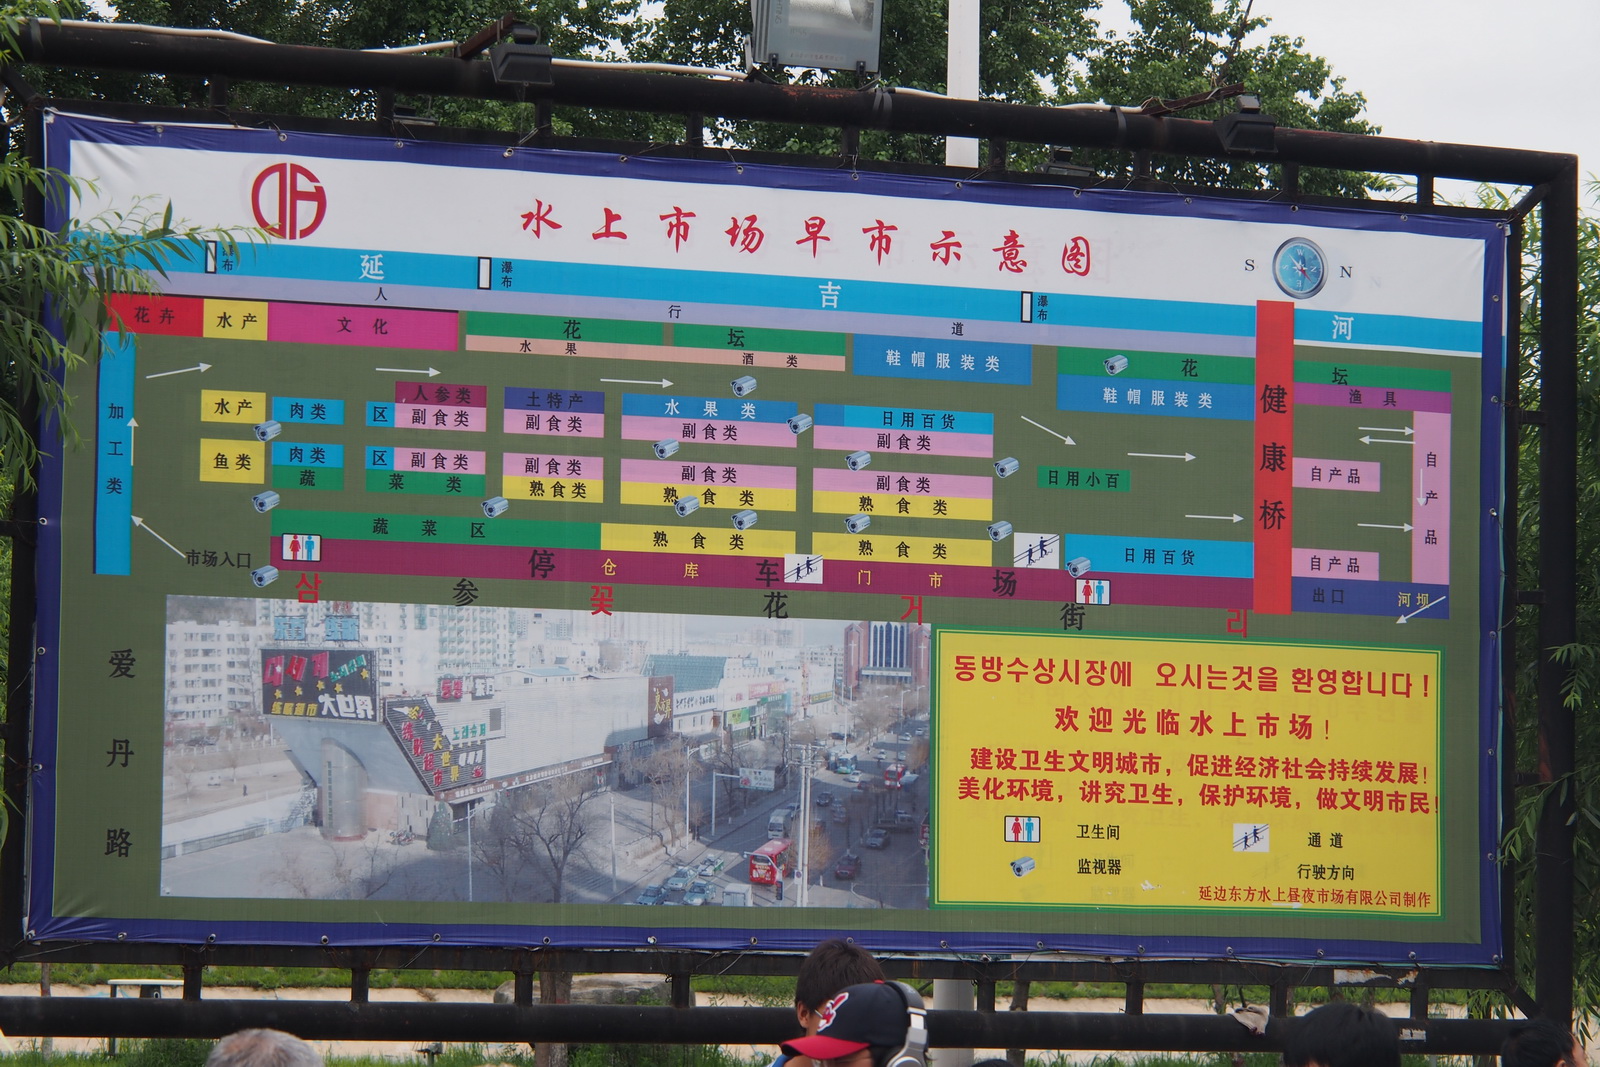 水上市场早市示意图
S N
瀑布 瀑布 瀑布
延 吉 河
人 行 道
花卉 水产 文化 花 坛 鞋帽服装类 花 坛
水果 酒类
鞋帽服装类 渔具
人参类 土特产 水果类 日用百货
水产 肉类 区 副食类 副食类 副食类 副食类
鱼类 肉类 区 副食类 副食类 副食类 副食类 日用小百 自产品
蔬 菜 类 熟食类 熟食类 熟食类
蔬菜区 熟食类 熟食类 日用百货 自产品
加工类
健康桥
自产品
市场入口 停 车 场
仓库 门市
出口 河坝
삼 꽃 거 리
参 花 街
爱丹路
대세계 노래방
练歌超市 大世界
동방수상시장에 오시는것을 환영합니다!
欢迎光临水上市场!
建设卫生文明城市，促进经济社会持续发展!
美化环境，讲究卫生，保护环境，做文明市民!
卫生间 通道
监视器 行驶方向
延边东方水上昼夜市场有限公司制作